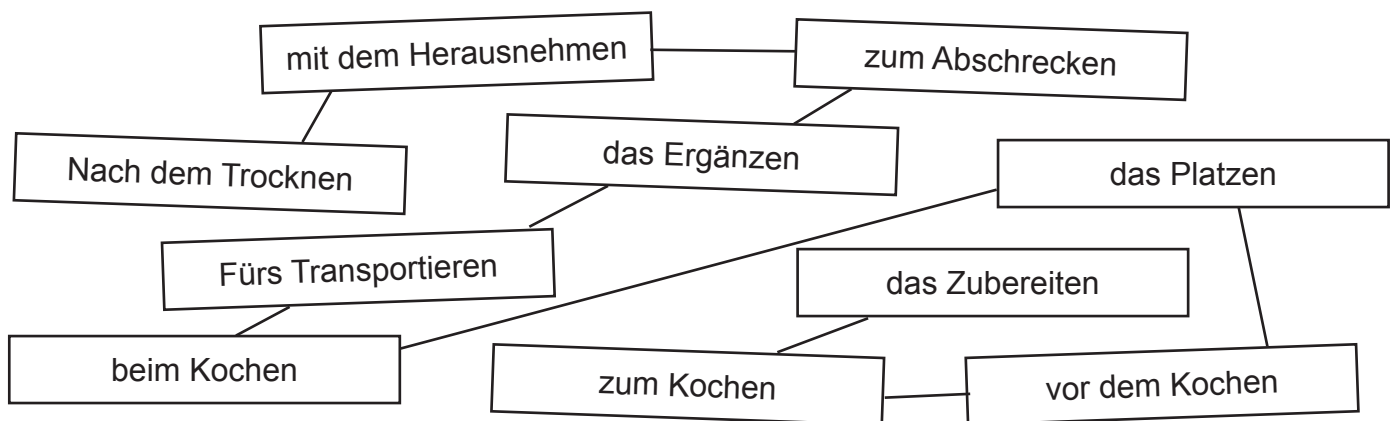 mit dem Herausnehmen
zum Abschrecken
Nach dem Trocknen
das Ergänzen
das Platzen
Fürs Transportieren
das Zubereiten
beim Kochen
zum Kochen
vor dem Kochen